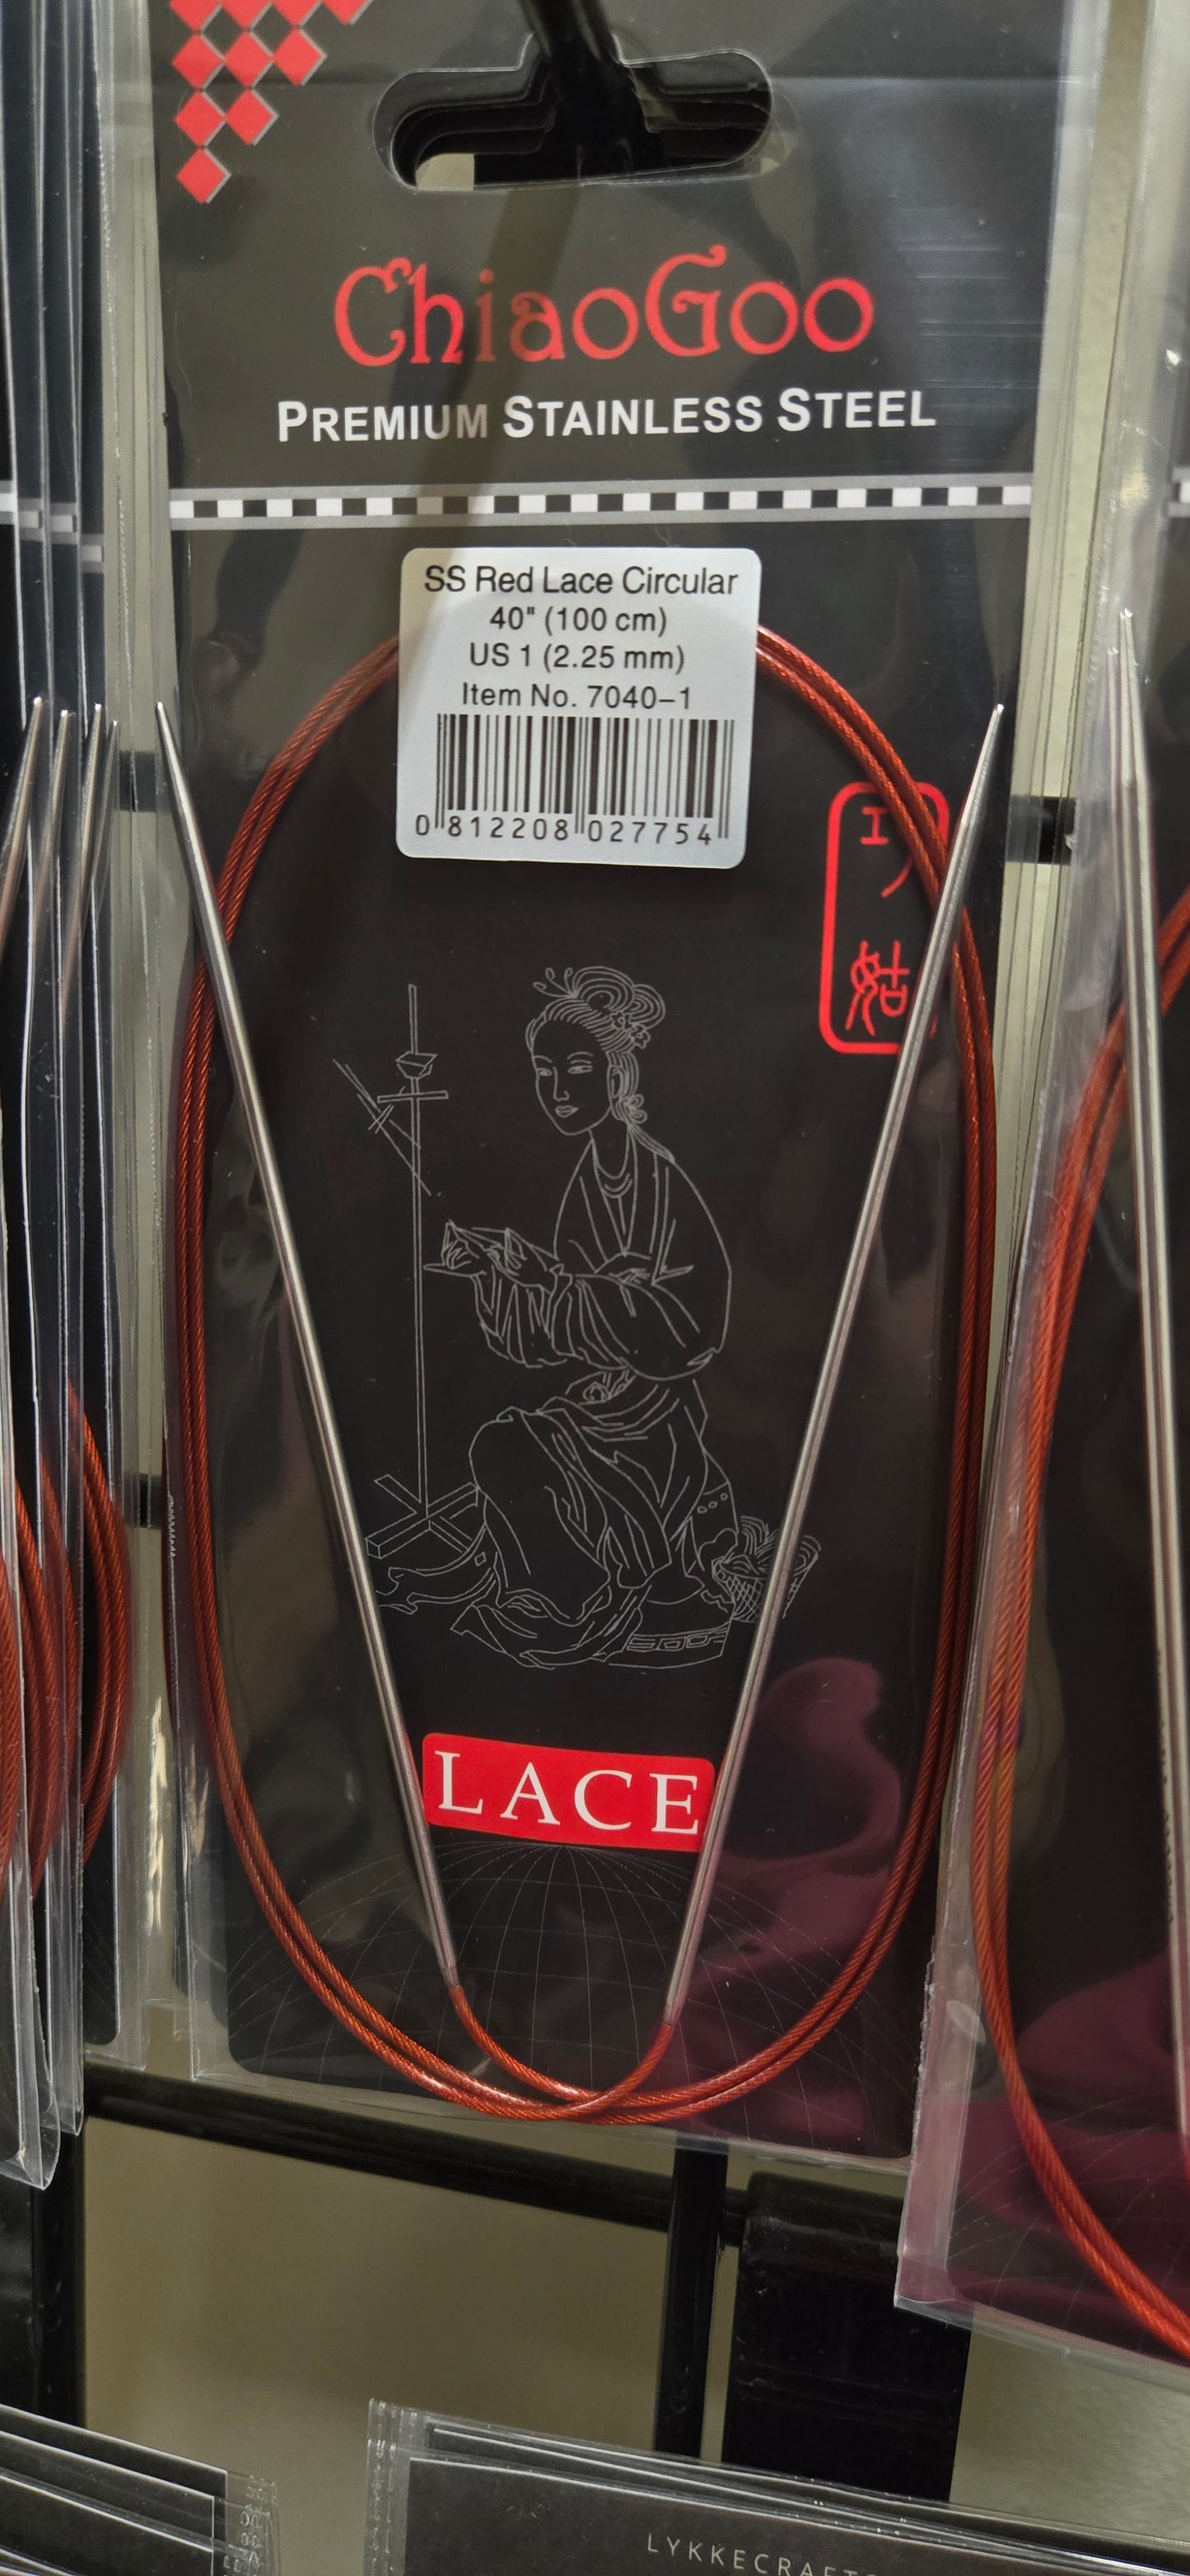 ChiaoGoo
PREMIUM STAINLESS STEEL
SS Red Lace Circular
40" (100 cm)
US 1 (2.25 mm)
Item No. 7040-1
0 812208 027754
LACE